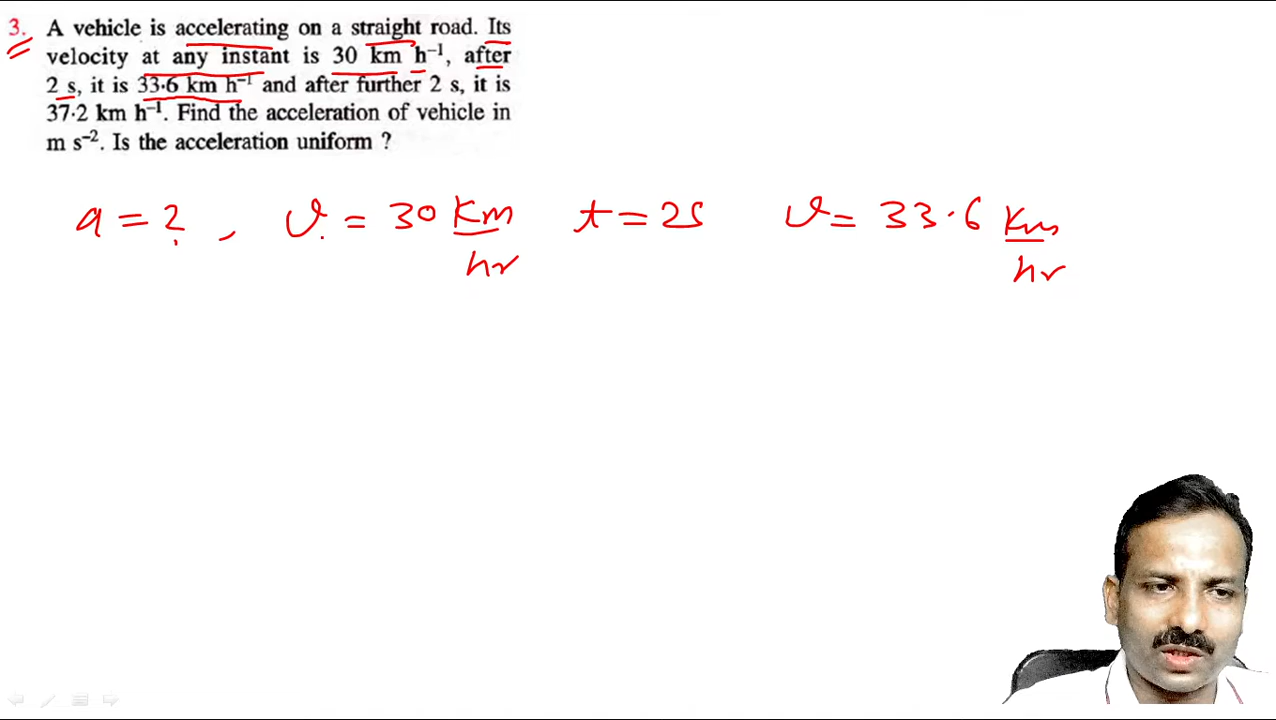 3. A vehicle is accelerating on a straight road. Its
velocity at any instant is 30 km h⁻¹, after
2 s, it is 33·6 km h⁻¹ and after further 2 s, it is
37·2 km h⁻¹. Find the acceleration of vehicle in
m s⁻². Is the acceleration uniform ?
a = ? , v = 30 Km/hr t = 2s v = 33.6 Km/hr